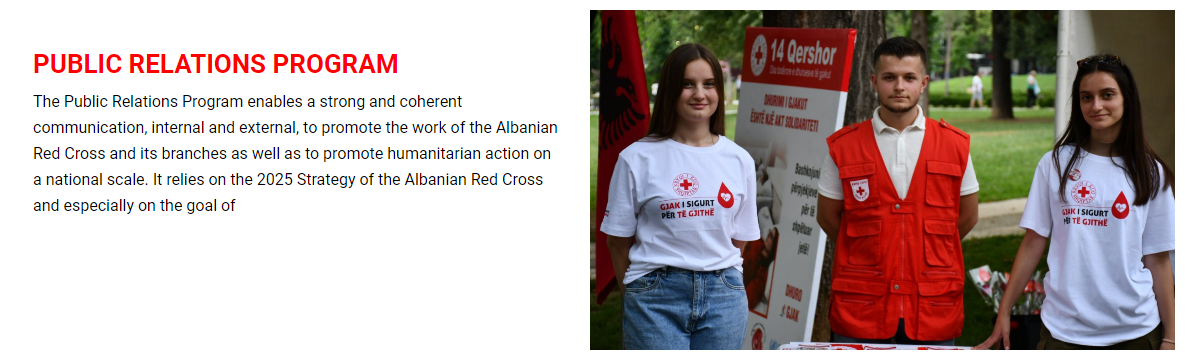 PUBLIC RELATIONS PROGRAM
The Public Relations Program enables a strong and coherent
communication, internal and external, to promote the work of the Albanian
Red Cross and its branches as well as to promote humanitarian action on
a national scale. It relies on the 2025 Strategy of the Albanian Red Cross
and especially on the goal of
14 Qershor
Dita botërore e dhuruesve të gjakut
DHURIMI I GJAKUT
ËSHTË NJË AKT SOLIDARITETI
Bashkojuni
përpjekjeve
për të
shpëtuar
jetë!
DHURO
GJAK
GJAK I SIGURT
PËR TË GJITHË
GJAK I SIGURT
PËR TË GJITHË